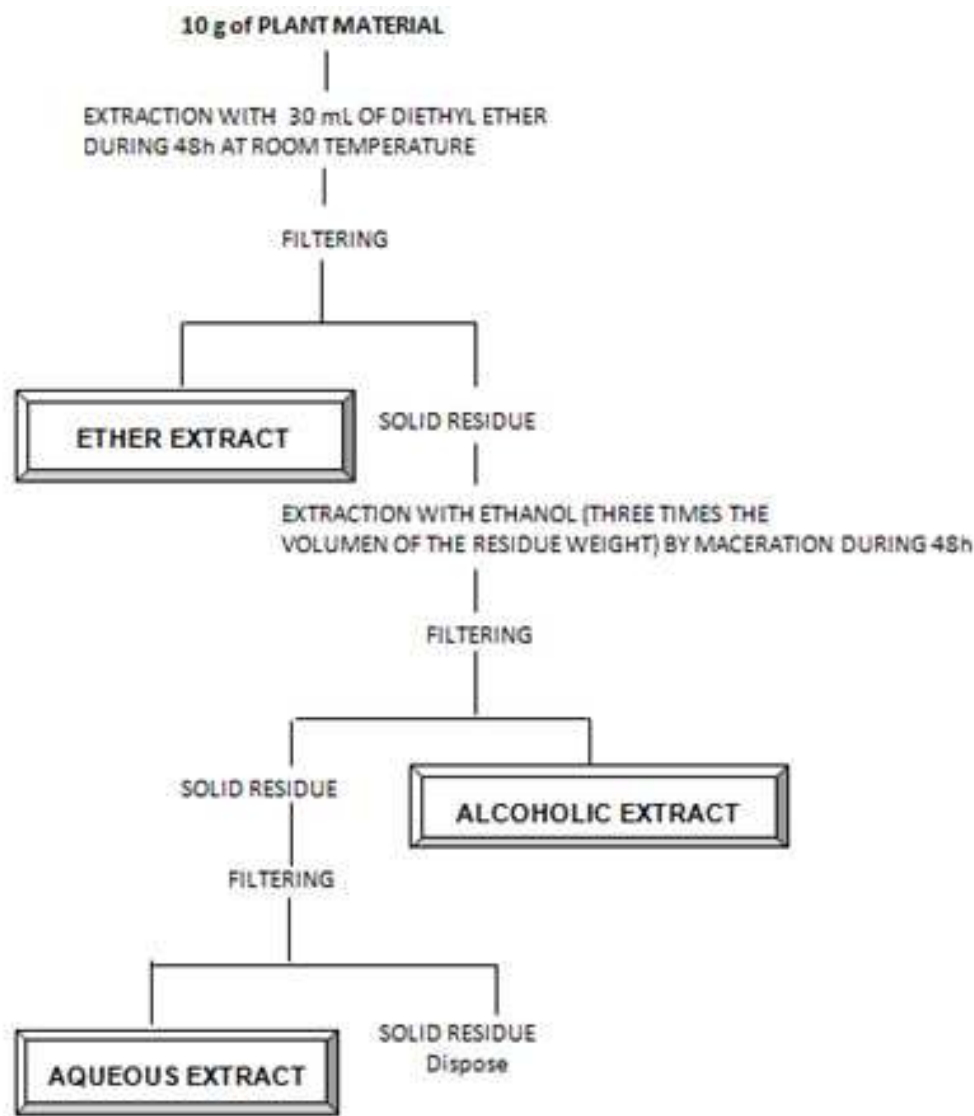 10 g of PLANT MATERIAL
EXTRACTION WITH 30 mL OF DIETHYL ETHER
DURING 48h AT ROOM TEMPERATURE
FILTERING
ETHER EXTRACT
SOLID RESIDUE
EXTRACTION WITH ETHANOL (THREE TIMES THE
VOLUMEN OF THE RESIDUE WEIGHT) BY MACERATION DURING 48h
FILTERING
SOLID RESIDUE
ALCOHOLIC EXTRACT
FILTERING
AQUEOUS EXTRACT
SOLID RESIDUE
Dispose